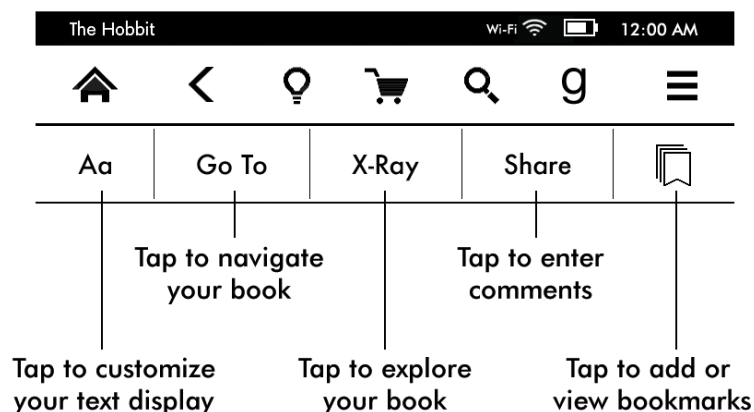 The Hobbit Wi-Fi 12:00 AM
g
Aa Go To X-Ray Share
Tap to navigate
your book
Tap to enter
comments
Tap to customize
your text display
Tap to explore
your book
Tap to add or
view bookmarks